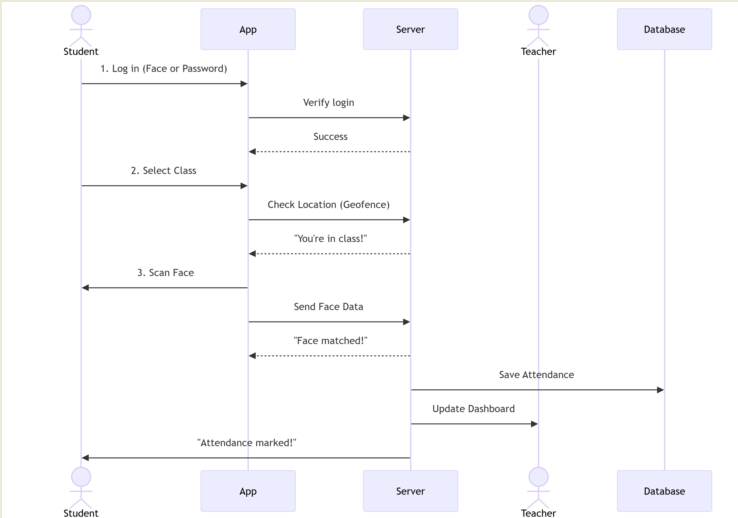 Student
App
Server
Teacher
Database
1. Log in (Face or Password)
Verify login
Success
2. Select Class
Check Location (Geofence)
"You're in class!"
3. Scan Face
Send Face Data
"Face matched!"
Save Attendance
Update Dashboard
"Attendance marked!"
Student
App
Server
Teacher
Database